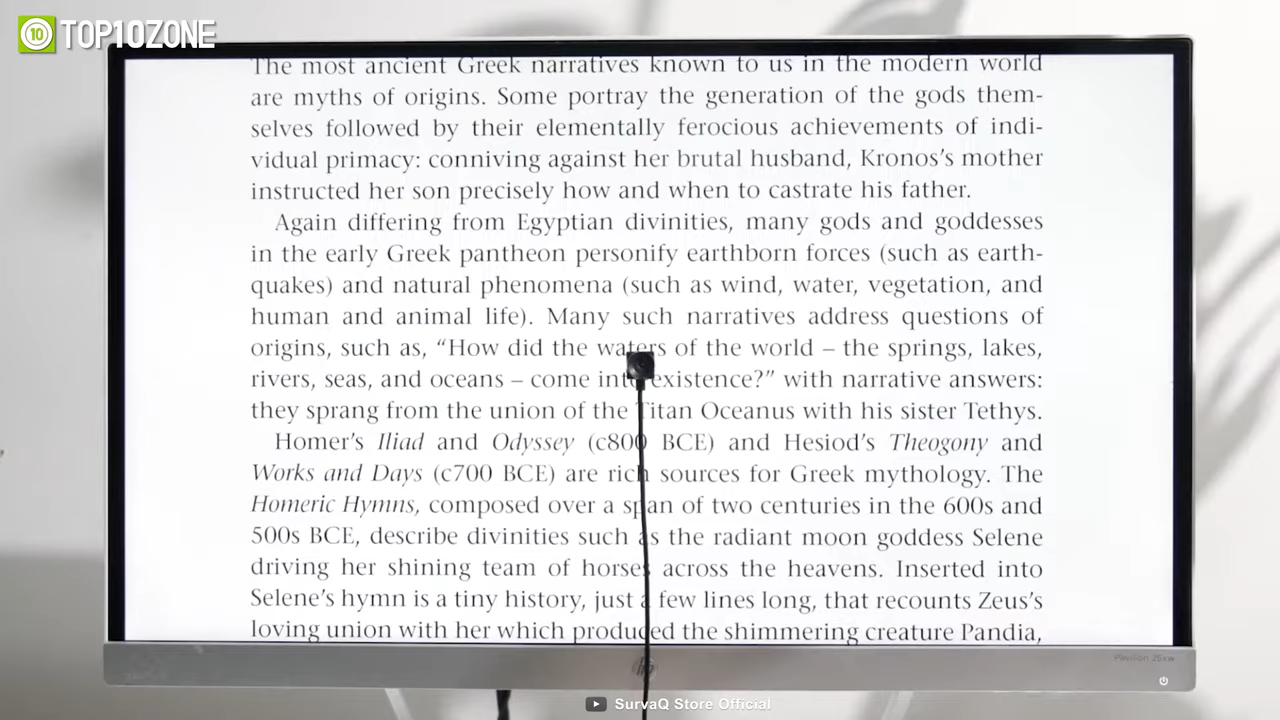 TOP10ZONE
The most ancient Greek narratives known to us in the modern world
are myths of origins. Some portray the generation of the gods them-
selves followed by their elementally ferocious achievements of indi-
vidual primacy: conniving against her brutal husband, Kronos's mother
instructed her son precisely how and when to castrate his father.
Again differing from Egyptian divinities, many gods and goddesses
in the early Greek pantheon personify earthborn forces (such as earth-
quakes) and natural phenomena (such as wind, water, vegetation, and
human and animal life). Many such narratives address questions of
origins, such as, “How did the waters of the world – the springs, lakes,
rivers, seas, and oceans – come into existence?” with narrative answers:
they sprang from the union of the Titan Oceanus with his sister Tethys.
Homer's Iliad and Odyssey (c800 BCE) and Hesiod's Theogony and
Works and Days (c700 BCE) are rich sources for Greek mythology. The
Homeric Hymns, composed over a span of two centuries in the 600s and
500s BCE, describe divinities such as the radiant moon goddess Selene
driving her shining team of horses across the heavens. Inserted into
Selene's hymn is a tiny history, just a few lines long, that recounts Zeus's
loving union with her which produced the shimmering creature Pandia,
hp
Pavilion 25xw
SurvaQ Store Official